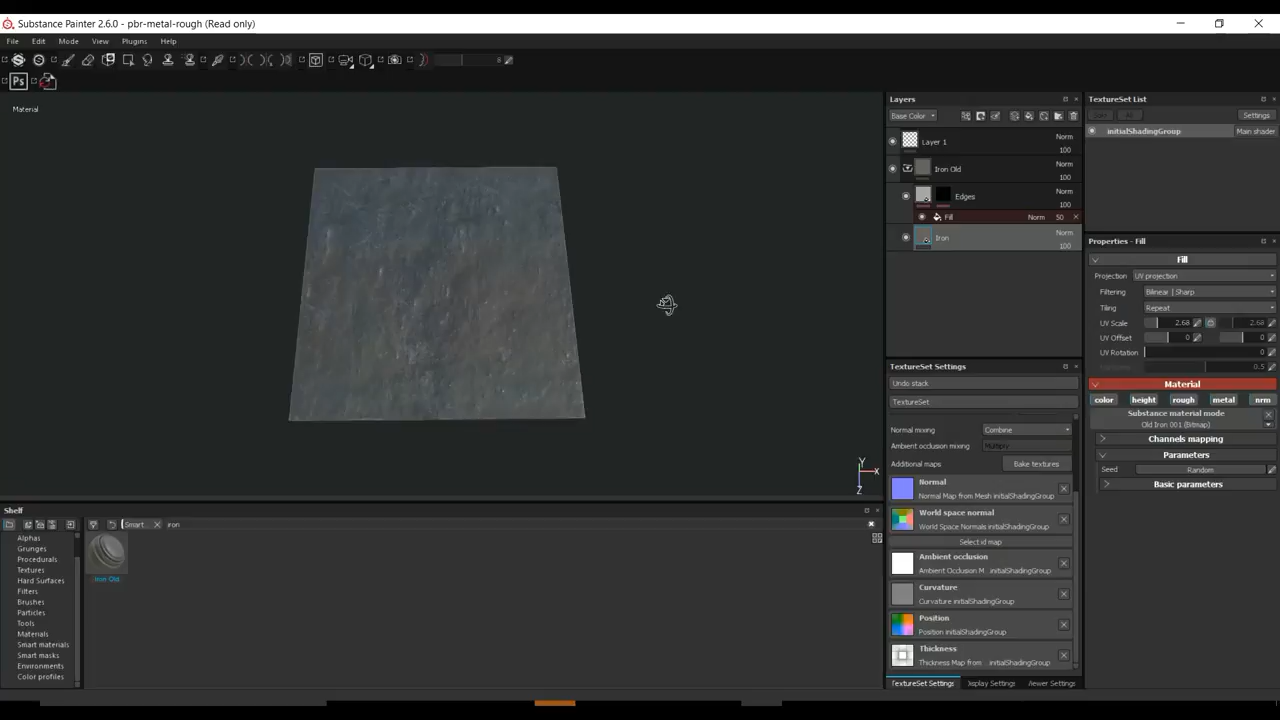 Substance Painter 2.6.0 - pbr-metal-rough (Read only)
File Edit Mode View Plugins Help
8
Ps
Material
Layers
Base Color
Layer 1 Norm 100
Iron Old Norm 100
Edges Norm 100
Fill Norm 50
Iron Norm 100
TextureSet List
Settings
initialShadingGroup Main shader
Properties - Fill
Fill
Projection UV projection
Filtering Bilinear | Sharp
Tiling Repeat
UV Scale 2.68 2.68
UV Offset 0 0
UV Rotation 0
0.5
Material
color height rough metal nrm
Substance material mode
Old Iron 001 (Bitmap)
Channels mapping
Parameters
Seed Random
Basic parameters
TextureSet Settings
Undo stack
TextureSet
Normal mixing Combine
Ambient occlusion mixing Multiply
Additional maps Bake textures
Normal
Normal Map from Mesh initialShadingGroup
World space normal
World Space Normals initialShadingGroup
Select id map
Ambient occlusion
Ambient Occlusion M initialShadingGroup
Curvature
Curvature initialShadingGroup
Position
Position initialShadingGroup
Thickness
Thickness Map from initialShadingGroup
TextureSet Settings Display Settings Viewer Settings
Y
X
Z
Shelf
Smart iron
Alphas
Grunges
Procedurals
Textures
Hard Surfaces
Filters
Brushes
Particles
Tools
Materials
Smart materials
Smart masks
Environments
Color profiles
Iron Old